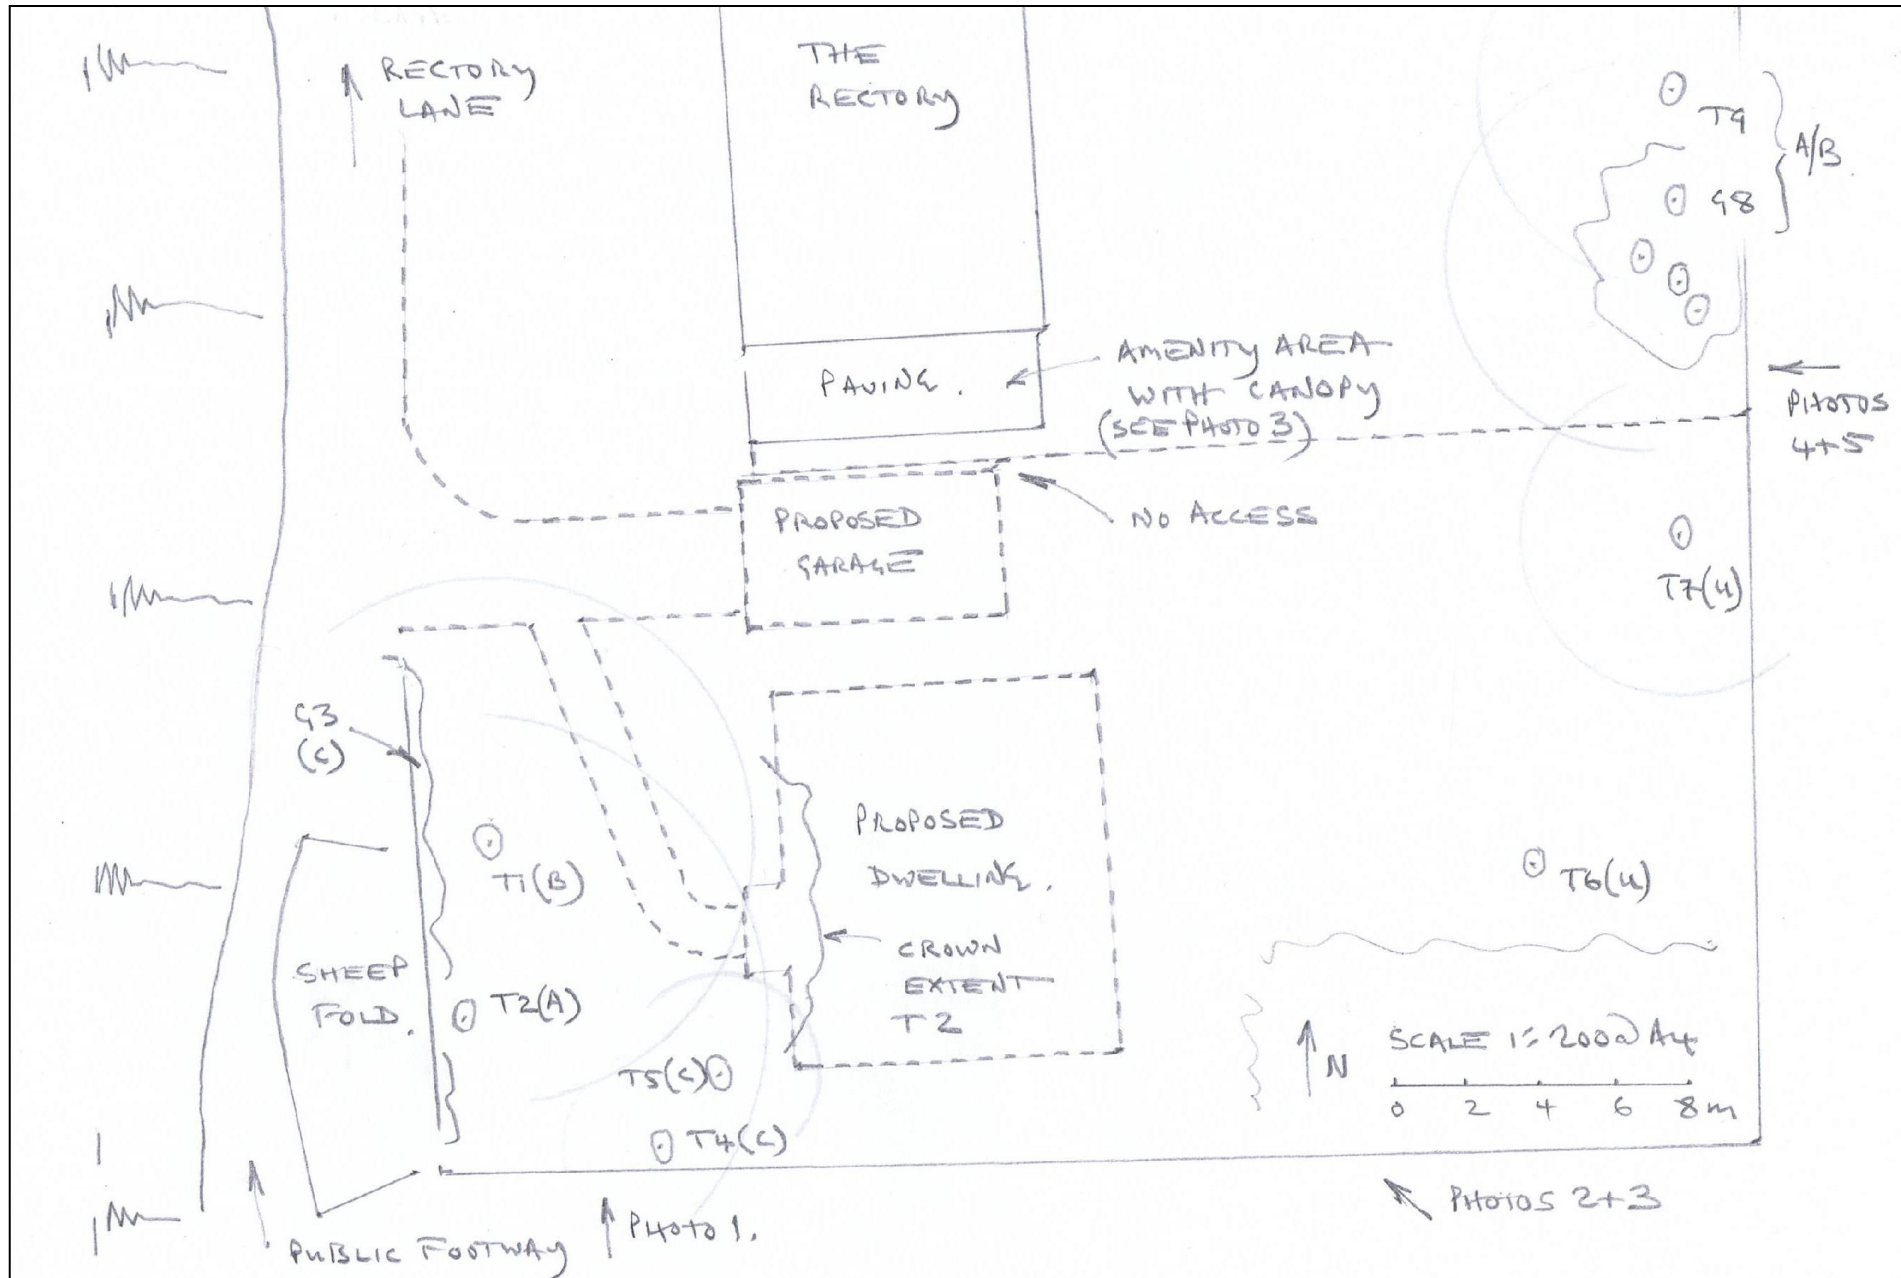 RECTORY
LANE
THE
RECTORY
T9
A/B
G8
AMENITY AREA
WITH CANOPY
(SEE PHOTO 3)
PAVING.
PHOTOS
4+5
NO ACCESS
PROPOSED
GARAGE
T7(U)
G3
(C)
T1(B)
PROPOSED
DWELLING.
T6(U)
CROWN
EXTENT
T2
SHEEP
FOLD.
T2(A)
N
SCALE 1:200@A4
0 2 4 6 8m
T5(C)
T4(C)
PUBLIC FOOTWAY
PHOTO 1.
PHOTOS 2+3